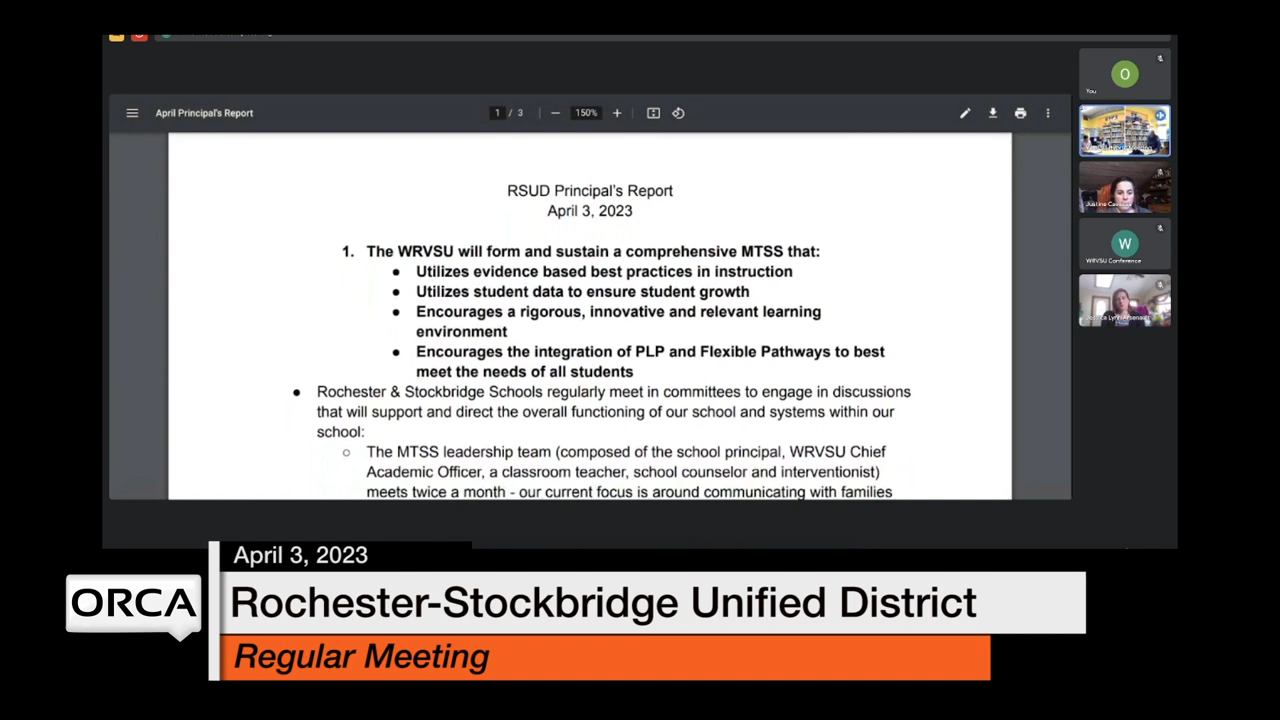 April Principal's Report
1 / 3
150%
O
You
RSUD Principal's Report
April 3, 2023
1. The WRVSU will form and sustain a comprehensive MTSS that:
● Utilizes evidence based best practices in instruction
● Utilizes student data to ensure student growth
● Encourages a rigorous, innovative and relevant learning
environment
● Encourages the integration of PLP and Flexible Pathways to best
meet the needs of all students
● Rochester & Stockbridge Schools regularly meet in committees to engage in discussions
that will support and direct the overall functioning of our school and systems within our
school:
○ The MTSS leadership team (composed of the school principal, WRVSU Chief
Academic Officer, a classroom teacher, school counselor and interventionist)
meets twice a month - our current focus is around communicating with families
Justine
W
WRVSU Conference
April 3, 2023
ORCA
Rochester-Stockbridge Unified District
Regular Meeting